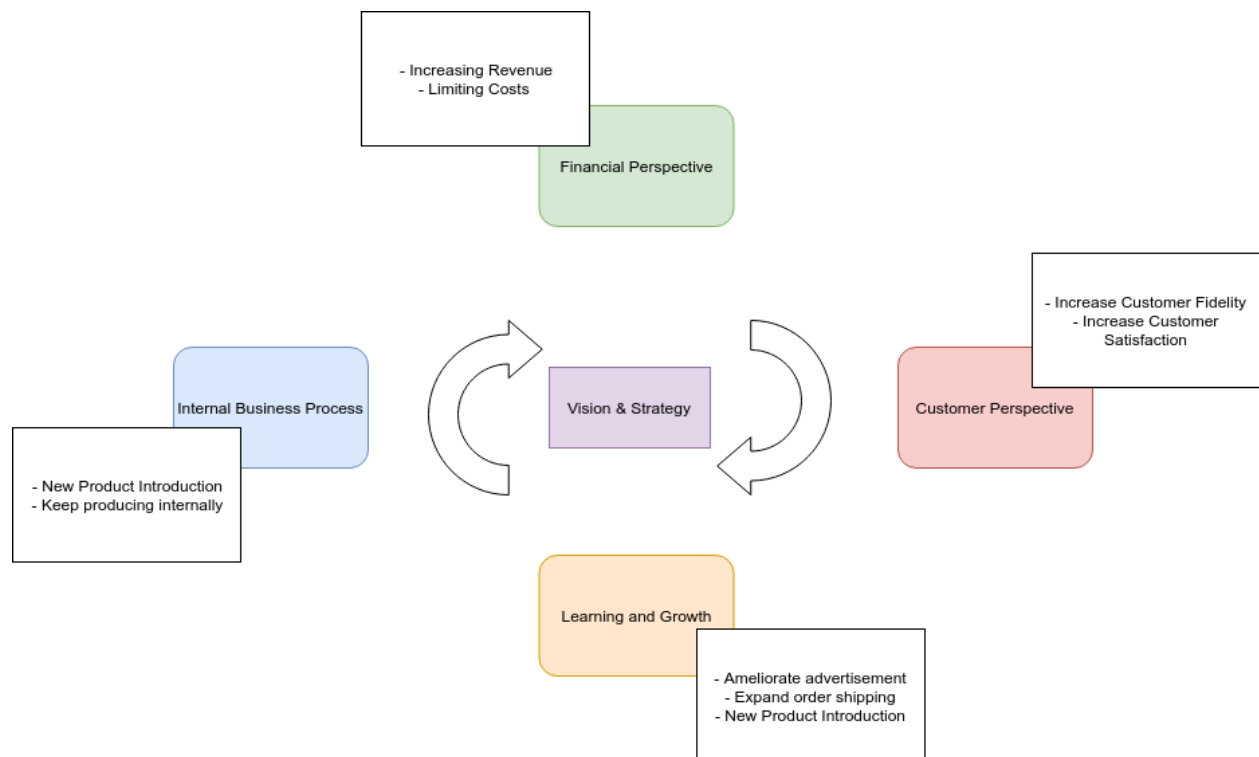 - Increasing Revenue
- Limiting Costs
Financial Perspective
- Increase Customer Fidelity
- Increase Customer
Satisfaction
Internal Business Process
Vision & Strategy
Customer Perspective
- New Product Introduction
- Keep producing internally
Learning and Growth
- Ameliorate advertisement
- Expand order shipping
- New Product Introduction